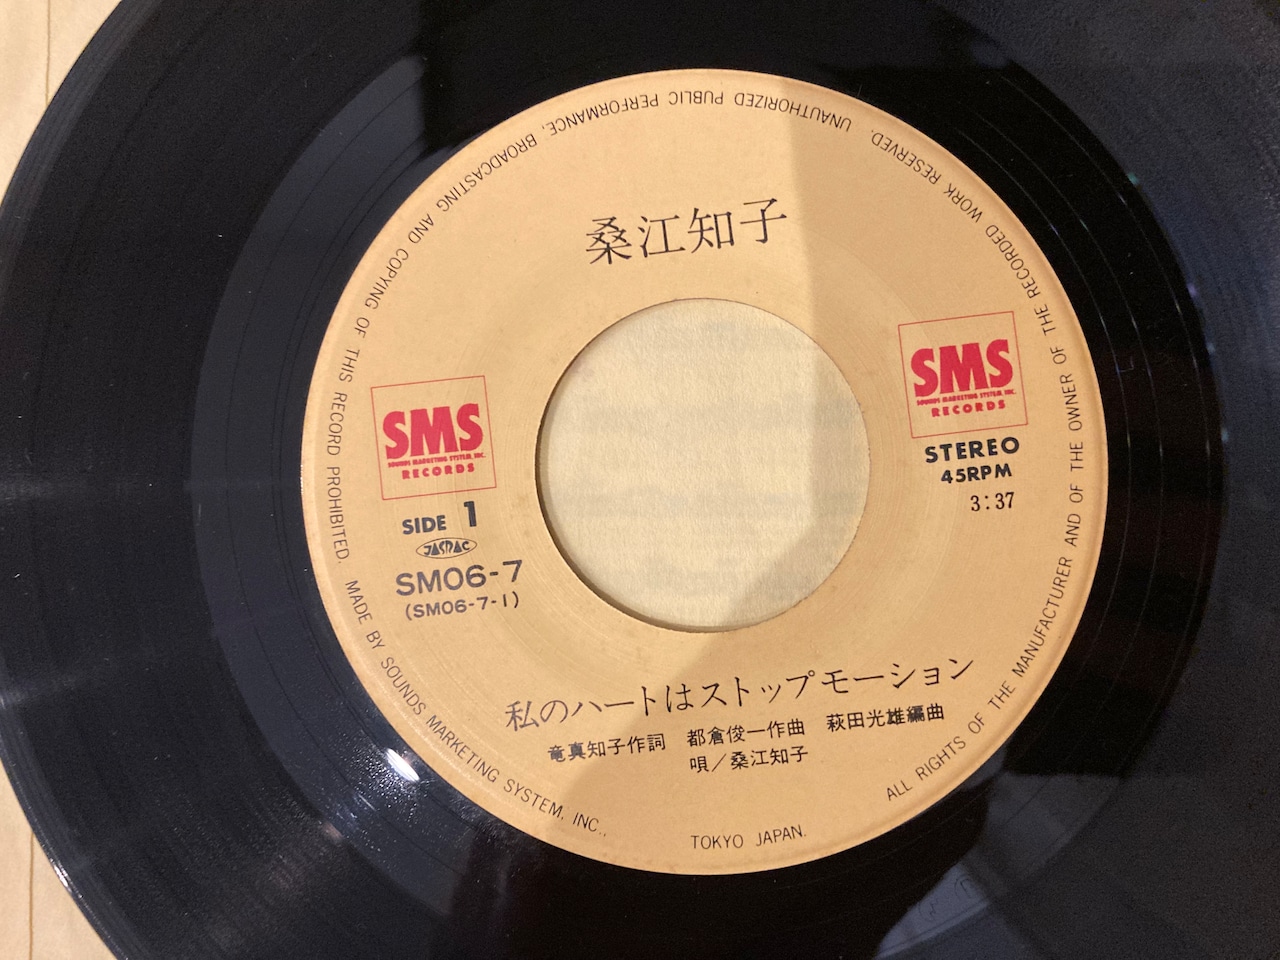 桑江知子
SMS
SOUNDS MARKETING SYSTEM, INC.
RECORDS
SIDE 1
JASRAC
SM06-7
(SM06-7-1)
SMS
SOUNDS MARKETING SYSTEM, INC.
RECORDS
STEREO
45RPM
3:37
私のハートはストップモーション
竜真知子作詞 都倉俊一作曲 萩田光雄編曲
唄／桑江知子
ALL RIGHTS OF THE MANUFACTURER AND OF THE OWNER OF THE RECORDED WORK RESERVED. UNAUTHORIZED PUBLIC PERFORMANCE, BROADCASTING AND COPYING OF THIS RECORD PROHIBITED. MADE BY SOUNDS MARKETING SYSTEM, INC., TOKYO JAPAN.